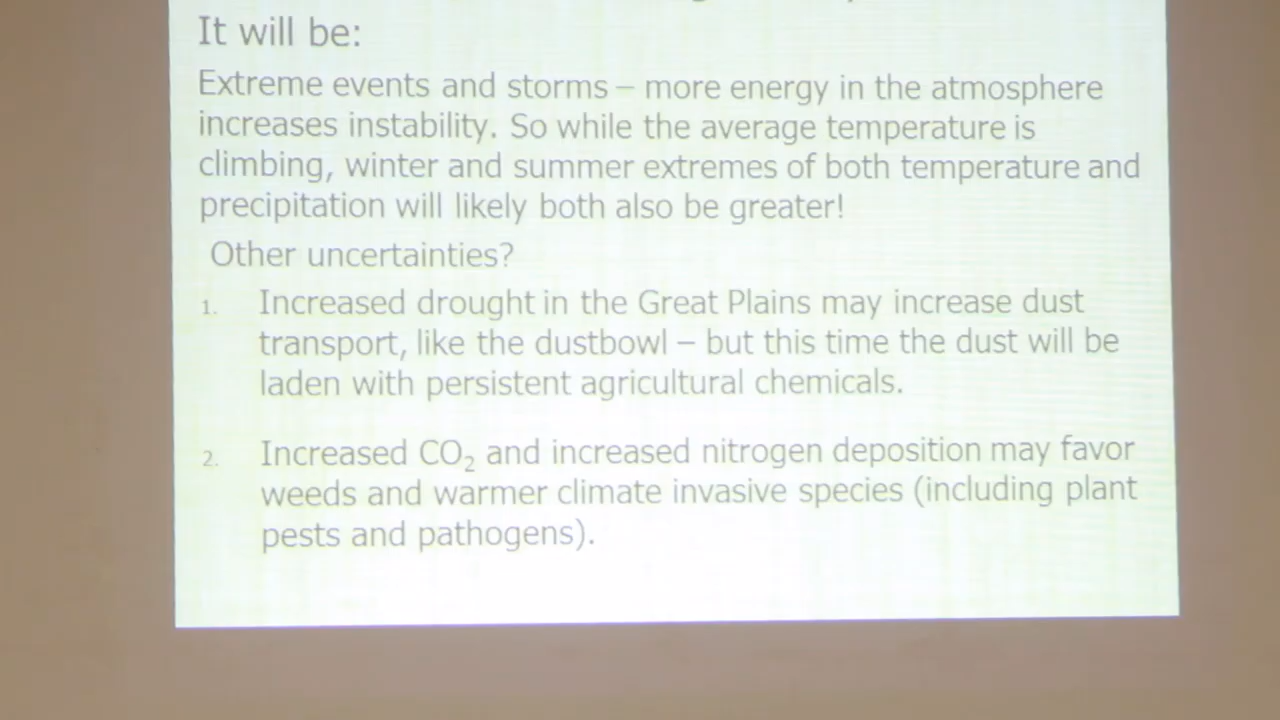 It will be:
Extreme events and storms – more energy in the atmosphere
increases instability. So while the average temperature is
climbing, winter and summer extremes of both temperature and
precipitation will likely both also be greater!
Other uncertainties?
1. Increased drought in the Great Plains may increase dust
transport, like the dustbowl – but this time the dust will be
laden with persistent agricultural chemicals.
2. Increased CO₂ and increased nitrogen deposition may favor
weeds and warmer climate invasive species (including plant
pests and pathogens).